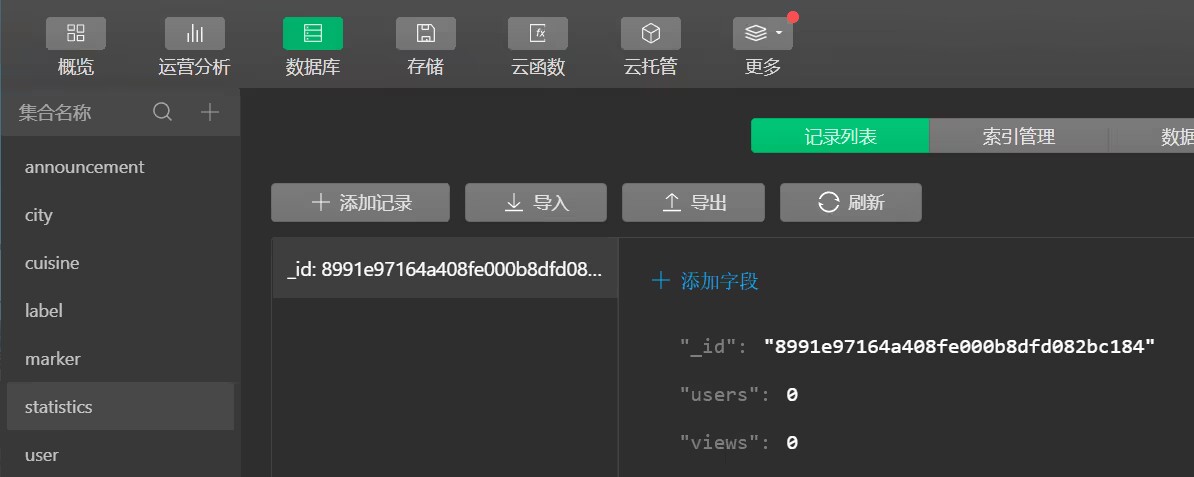 概览
运营分析
数据库
存储
云函数
云托管
更多
集合名称
announcement
city
cuisine
label
marker
statistics
user
记录列表
索引管理
数据
添加记录
导入
导出
刷新
_id: 8991e97164a408fe000b8dfd08...
添加字段
"_id": "8991e97164a408fe000b8dfd082bc184"
"users": 0
"views": 0